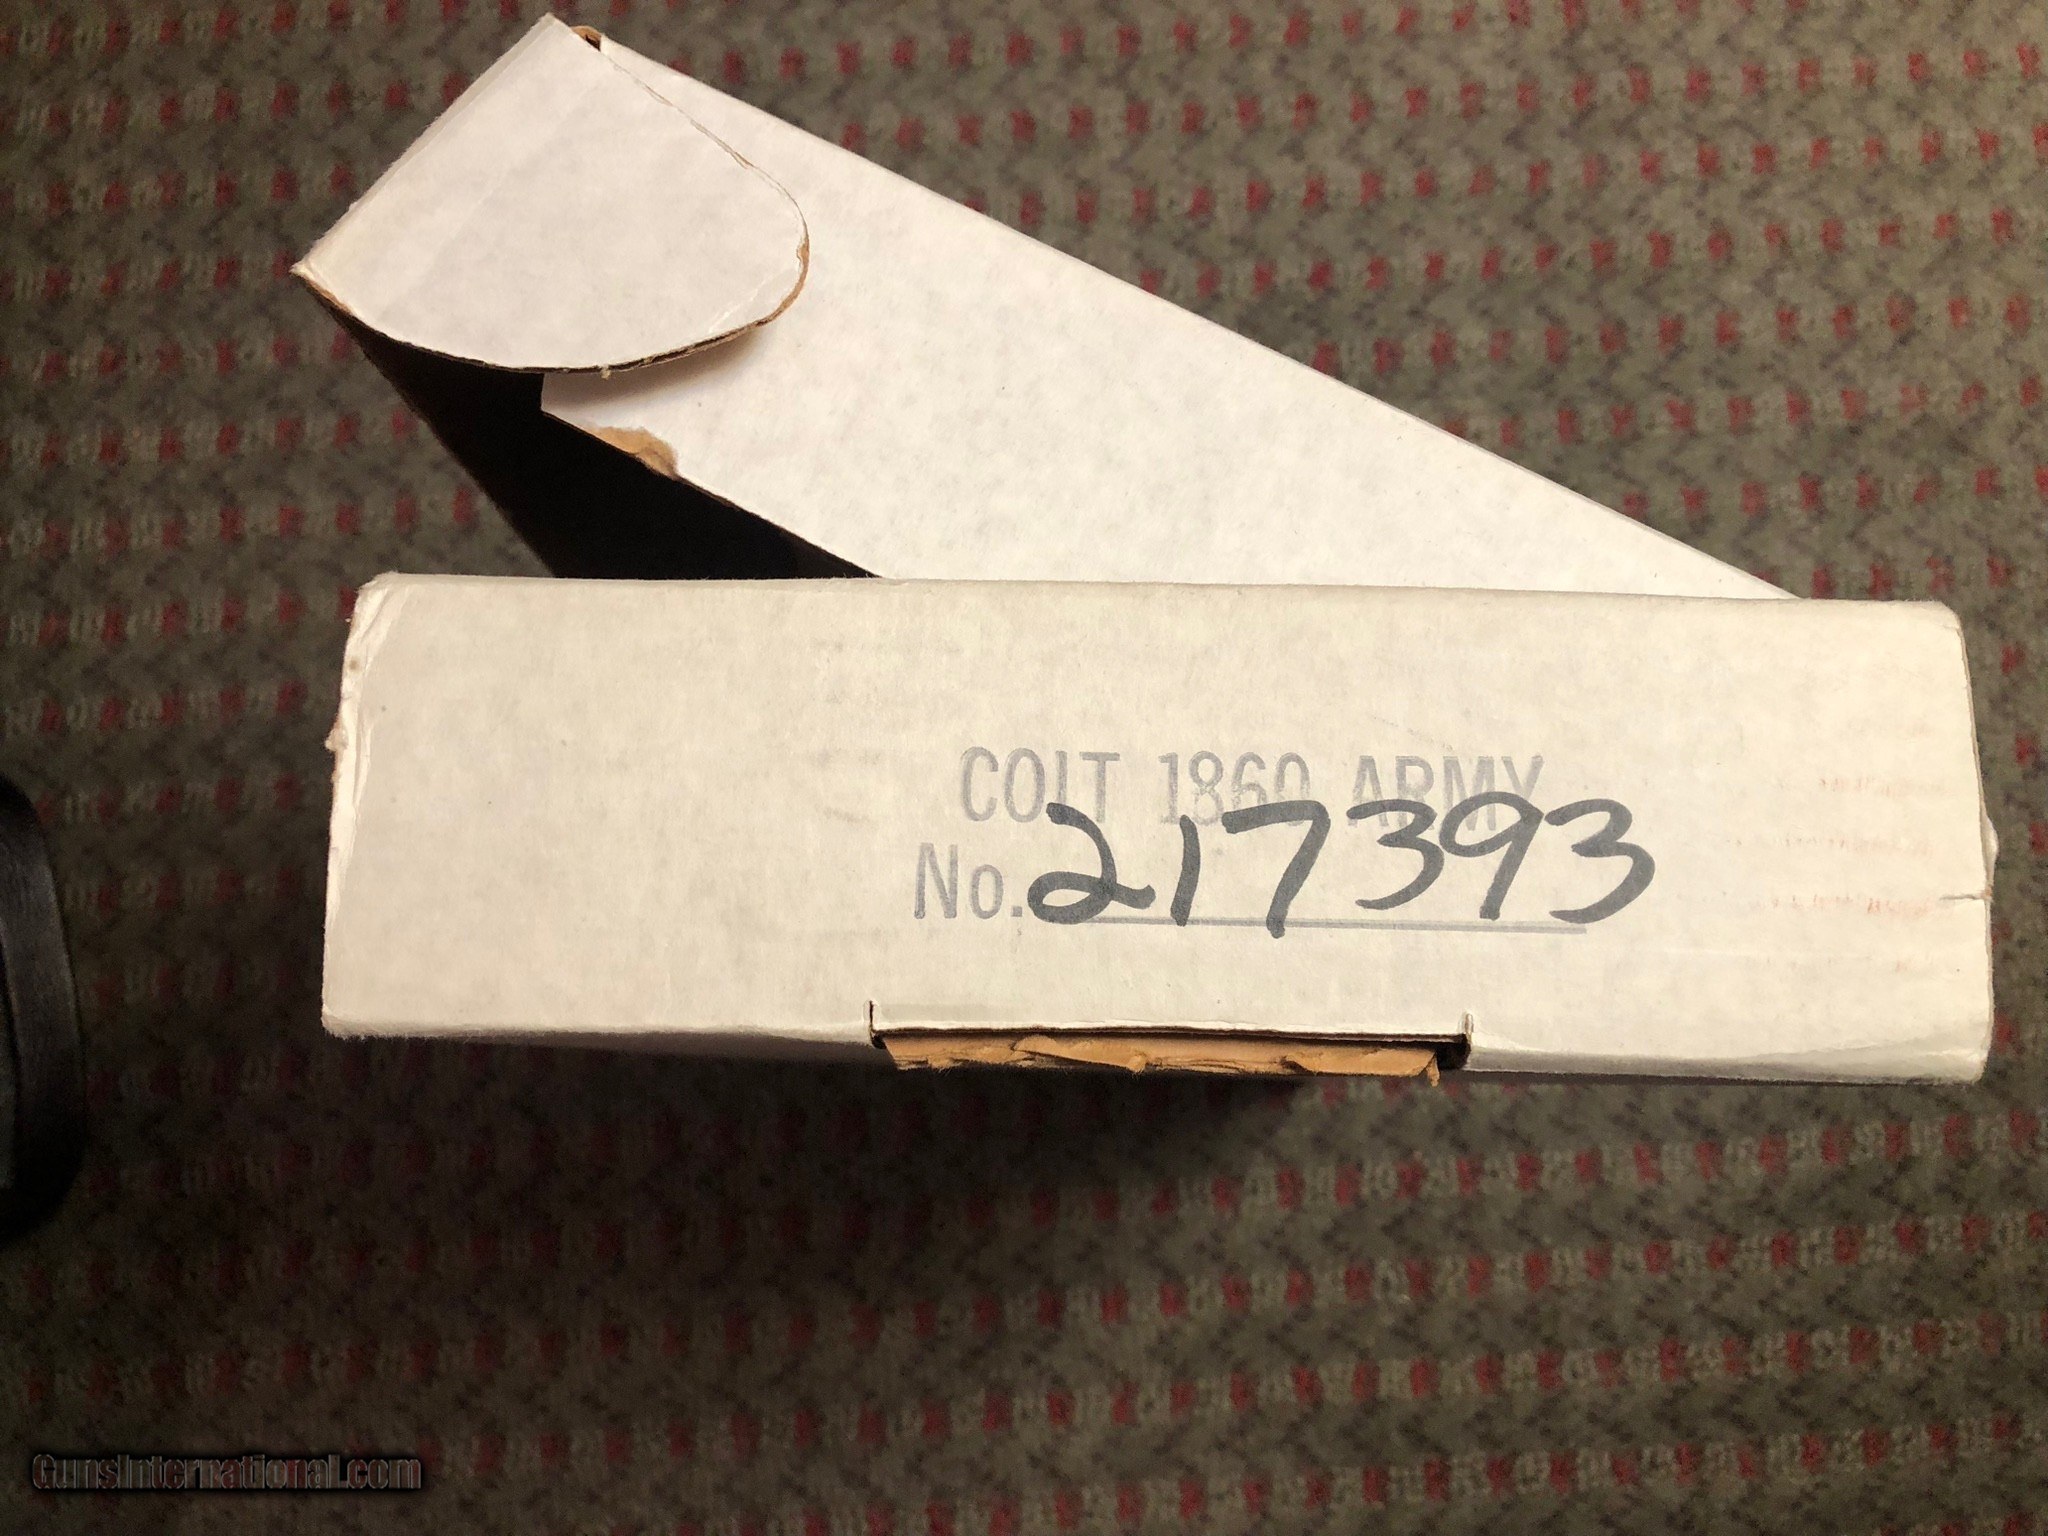 COLT 1860 ARMY
No. 217393
GunsInternational.com